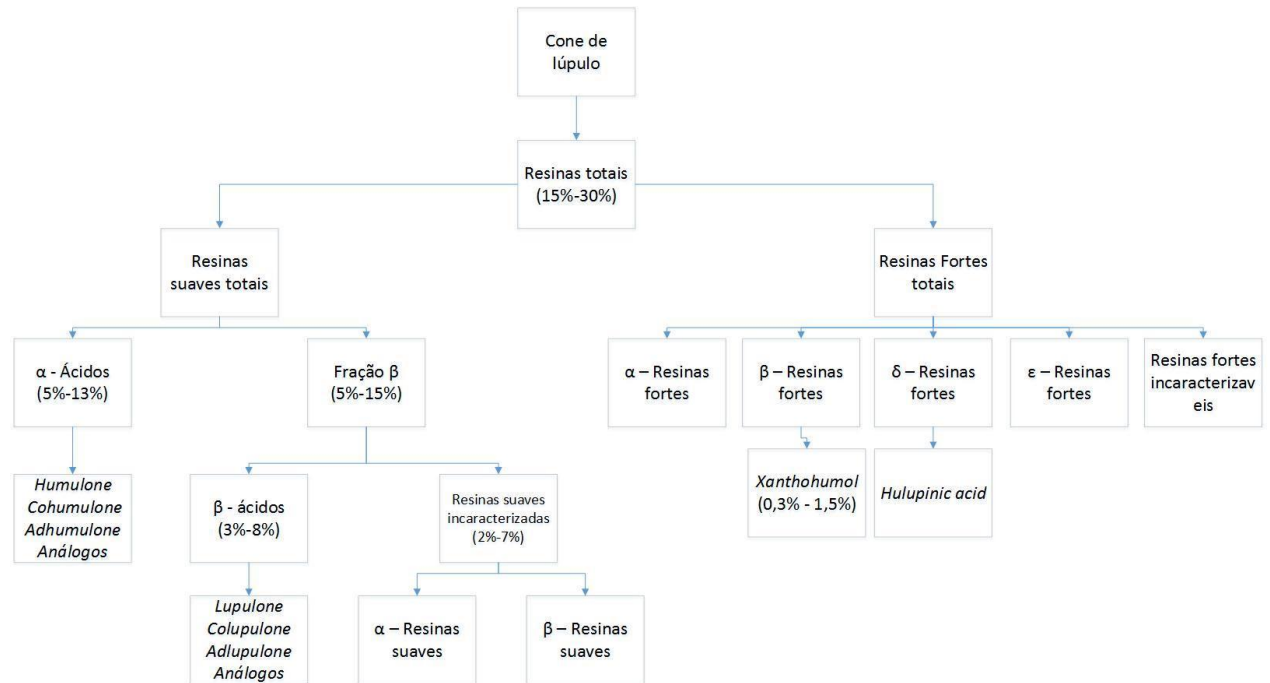 Cone de
lúpulo
Resinas totais
(15%-30%)
Resinas
suaves totais
Resinas Fortes
totais
α - Ácidos
(5%-13%)
Fração β
(5%-15%)
α – Resinas
fortes
β – Resinas
fortes
δ – Resinas
fortes
ε – Resinas
fortes
Resinas fortes
incaracterizav
eis
Humulone
Cohumulone
Adhumulone
Análogos
β - ácidos
(3%-8%)
Resinas suaves
incaracterizadas
(2%-7%)
Xanthohumol
(0,3% - 1,5%)
Hulupinic acid
Lupulone
Colupulone
Adlupulone
Análogos
α – Resinas
suaves
β – Resinas
suaves